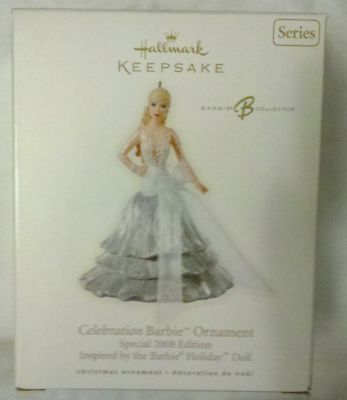 Series
Hallmark
KEEPSAKE
BARBIE® B COLLECTOR
Celebration Barbie™ Ornament
Special 2008 Edition
Inspired by the Barbie® Holiday™ Doll
christmas ornament - décoration de noël